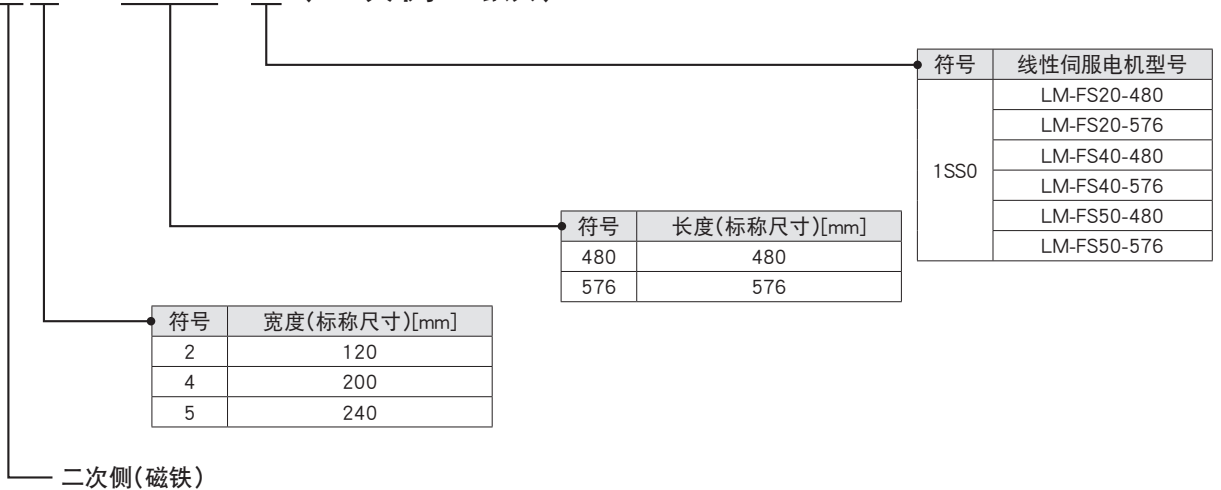 符号 线性伺服电机型号
1SS0
LM-FS20-480
LM-FS20-576
LM-FS40-480
LM-FS40-576
LM-FS50-480
LM-FS50-576
符号 长度(标称尺寸)[mm]
480 480
576 576
符号 宽度(标称尺寸)[mm]
2 120
4 200
5 240
二次侧(磁铁)